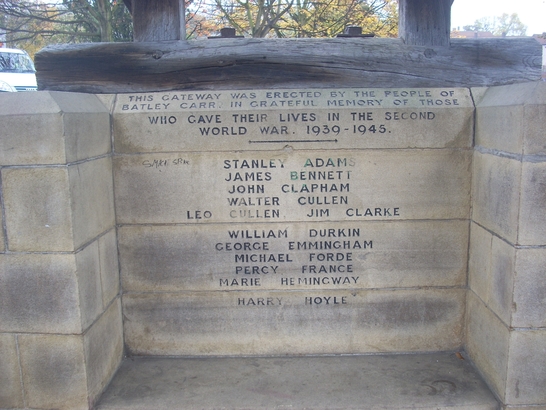 THIS GATEWAY WAS ERECTED BY THE PEOPLE OF
BATLEY CARR, IN GRATEFUL MEMORY OF THOSE
WHO GAVE THEIR LIVES IN THE SECOND
WORLD WAR. 1939-1945.
STANLEY ADAMS
JAMES BENNETT
JOHN CLAPHAM
WALTER CULLEN
LEO CULLEN. JIM CLARKE
WILLIAM DURKIN
GEORGE EMMINGHAM
MICHAEL FORDE
PERCY FRANCE
MARIE HEMINGWAY
HARRY HOYLE